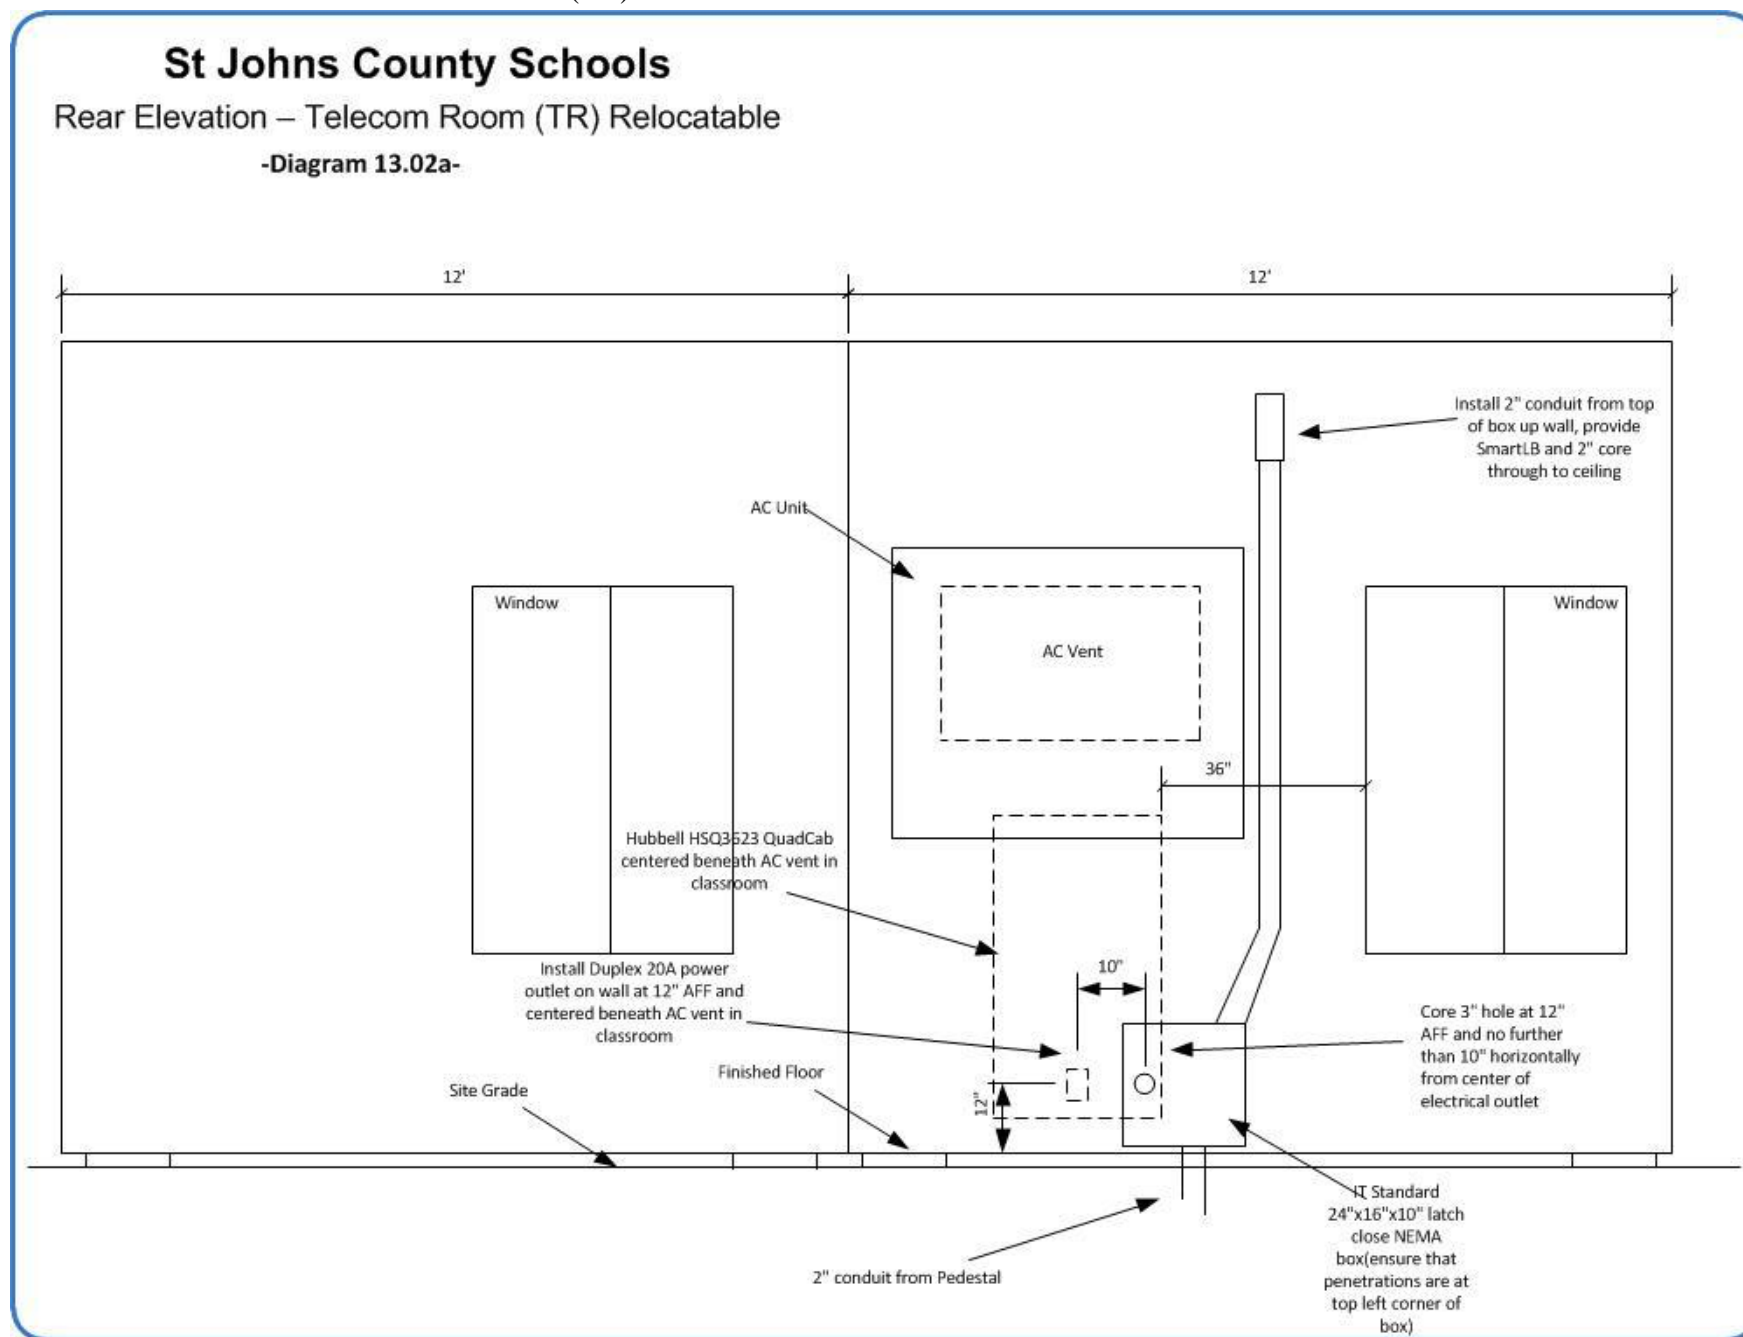 St Johns County Schools
Rear Elevation – Telecom Room (TR) Relocatable
-Diagram 13.02a-
12'
12'
Install 2" conduit from top
of box up wall, provide
SmartLB and 2" core
through to ceiling
AC Unit
Window
Window
AC Vent
36"
Hubbell HSQ3623 QuadCab
centered beneath AC vent in
classroom
10"
Install Duplex 20A power
outlet on wall at 12" AFF and
centered beneath AC vent in
classroom
Core 3" hole at 12"
AFF and no further
than 10" horizontally
from center of
electrical outlet
Finished Floor
12"
Site Grade
IT Standard
24"x16"x10" latch
close NEMA
box(ensure that
penetrations are at
top left corner of
box)
2" conduit from Pedestal